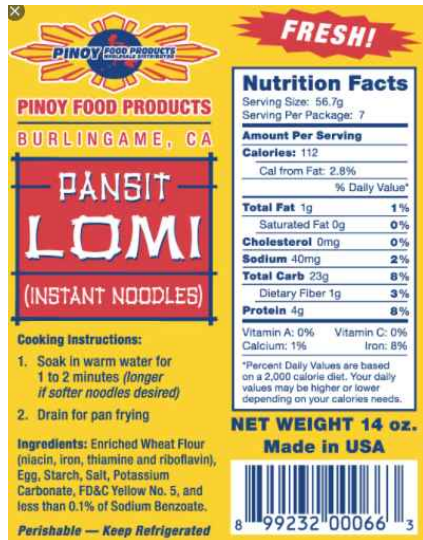 PINOY FOOD PRODUCTS
WHOLESALE DISTRIBUTOR
PINOY FOOD PRODUCTS
BURLINGAME, CA
PANSIT
LOMI
(INSTANT NOODLES)
Cooking Instructions:
1. Soak in warm water for
1 to 2 minutes (longer
if softer noodles desired)
2. Drain for pan frying
Ingredients: Enriched Wheat Flour
(niacin, iron, thiamine and riboflavin),
Egg, Starch, Salt, Potassium
Carbonate, FD&C Yellow No. 5, and
less than 0.1% of Sodium Benzoate.
Perishable — Keep Refrigerated
FRESH!
Nutrition Facts
Serving Size: 56.7g
Serving Per Package: 7
Amount Per Serving
Calories: 112
Cal from Fat: 2.8%
% Daily Value*
Total Fat 1g 1%
Saturated Fat 0g 0%
Cholesterol 0mg 0%
Sodium 40mg 2%
Total Carb 23g 8%
Dietary Fiber 1g 3%
Protein 4g 8%
Vitamin A: 0% Vitamin C: 0%
Calcium: 1% Iron: 8%
*Percent Daily Values are based
on a 2,000 calorie diet. Your daily
values may be higher or lower
depending on your calories needs.
NET WEIGHT 14 oz.
Made in USA
8 99232 00066 3